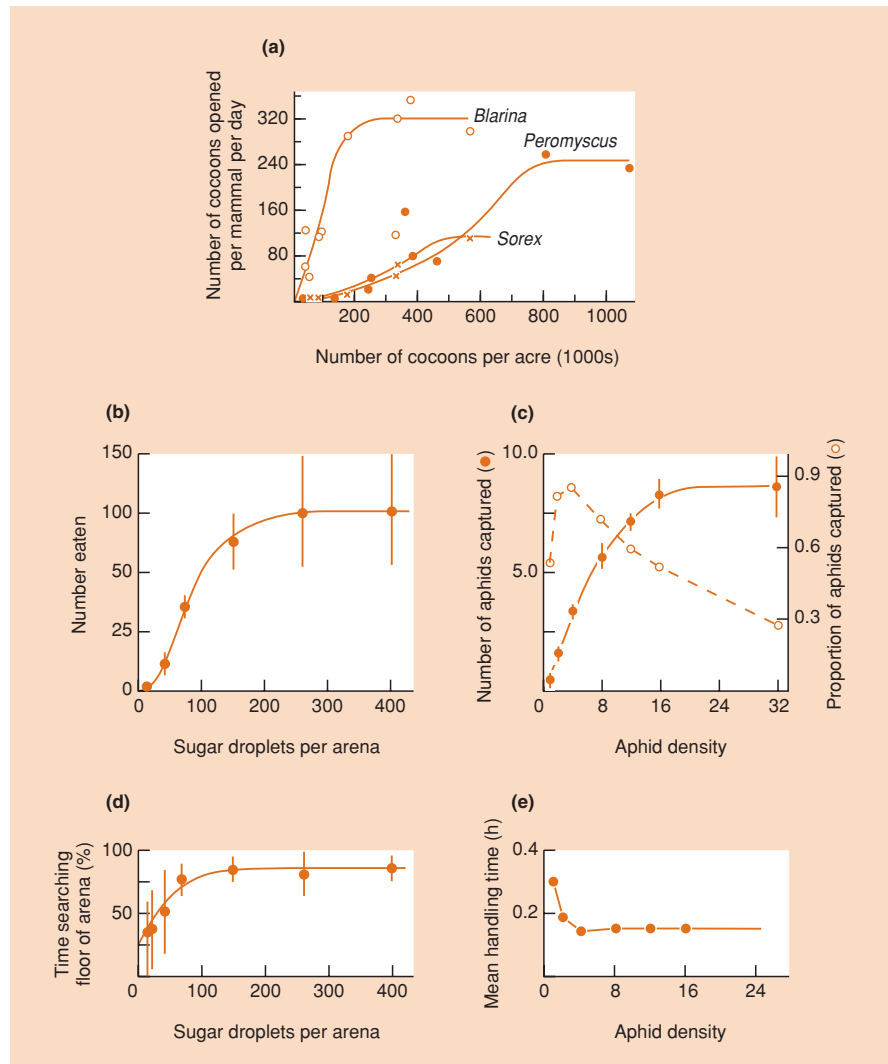 (a)
Number of cocoons opened
per mammal per day
320
240
160
80
Blarina
Peromyscus
Sorex
200 400 600 800 1000
Number of cocoons per acre (1000s)
(b)
Number eaten
150
100
50
25
0
0 100 200 300 400
Sugar droplets per arena
(c)
Number of aphids captured ( )
10.0
5.0
0 8 16 24 32
Aphid density
0.9
0.6
0.3
Proportion of aphids captured ( )
(d)
Time searching
floor of arena (%)
100
50
0 100 200 300 400
Sugar droplets per arena
(e)
Mean handling time (h)
0.4
0.2
0 8 16 24
Aphid density